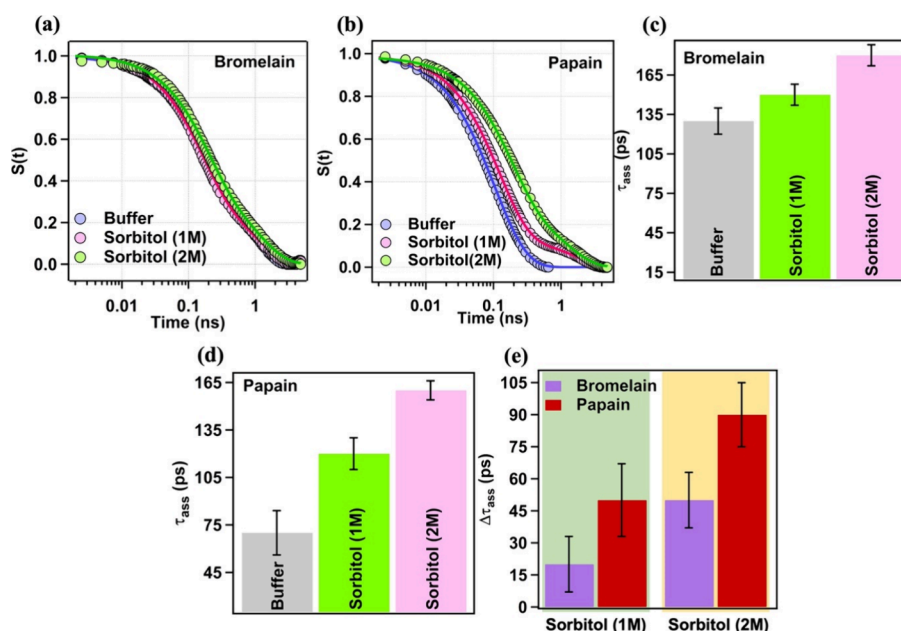 (a)
1.0
0.8
0.6
0.4
0.2
0.0
S(t)
Bromelain
Buffer
Sorbitol (1M)
Sorbitol (2M)
0.01
0.1
1
Time (ns)
(b)
1.0
0.8
0.6
0.4
0.2
0.0
S(t)
Papain
Buffer
Sorbitol (1M)
Sorbitol(2M)
0.01
0.1
1
Time (ns)
(c)
Bromelain
165
135
105
75
45
15
τass (ps)
Buffer
Sorbitol (1M)
Sorbitol (2M)
(d)
Papain
165
135
105
75
45
τass (ps)
Buffer
Sorbitol (1M)
Sorbitol (2M)
(e)
105
90
75
60
45
30
15
0
Δτass (ps)
Bromelain
Papain
Sorbitol (1M)
Sorbitol (2M)